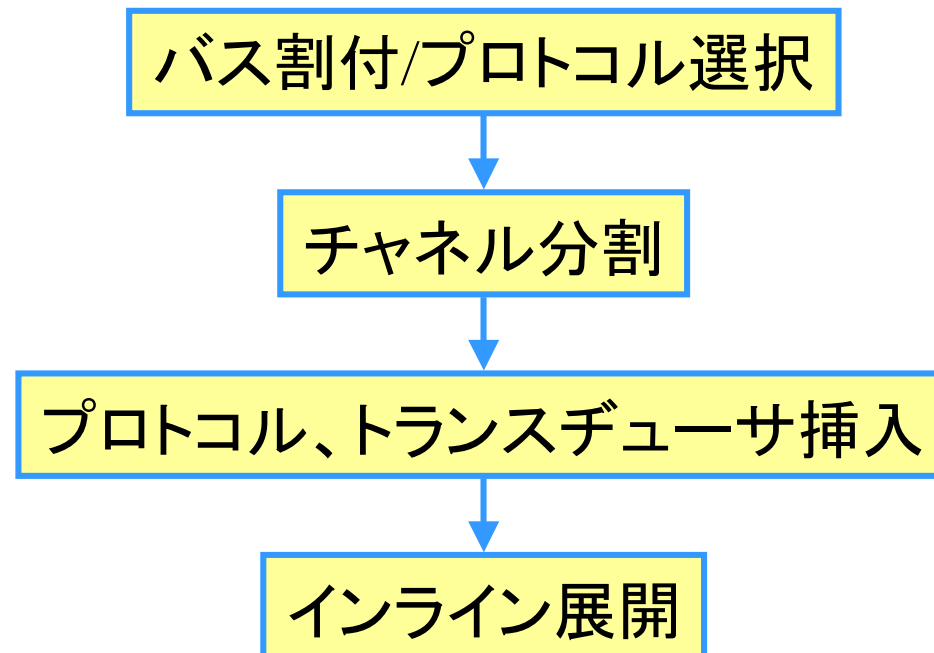 バス割付/プロトコル選択
チャネル分割
プロトコル、トランスヂューサ挿入
インライン展開